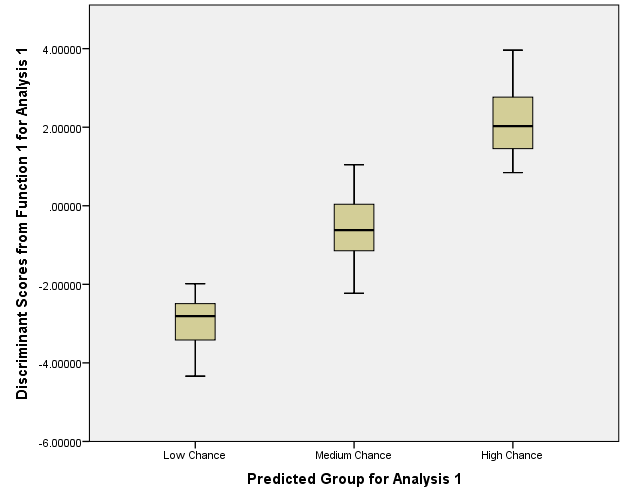 Discriminant Scores from Function 1 for Analysis 1
4.00000
2.00000
.00000
-2.00000
-4.00000
-6.00000
Low Chance
Medium Chance
High Chance
Predicted Group for Analysis 1